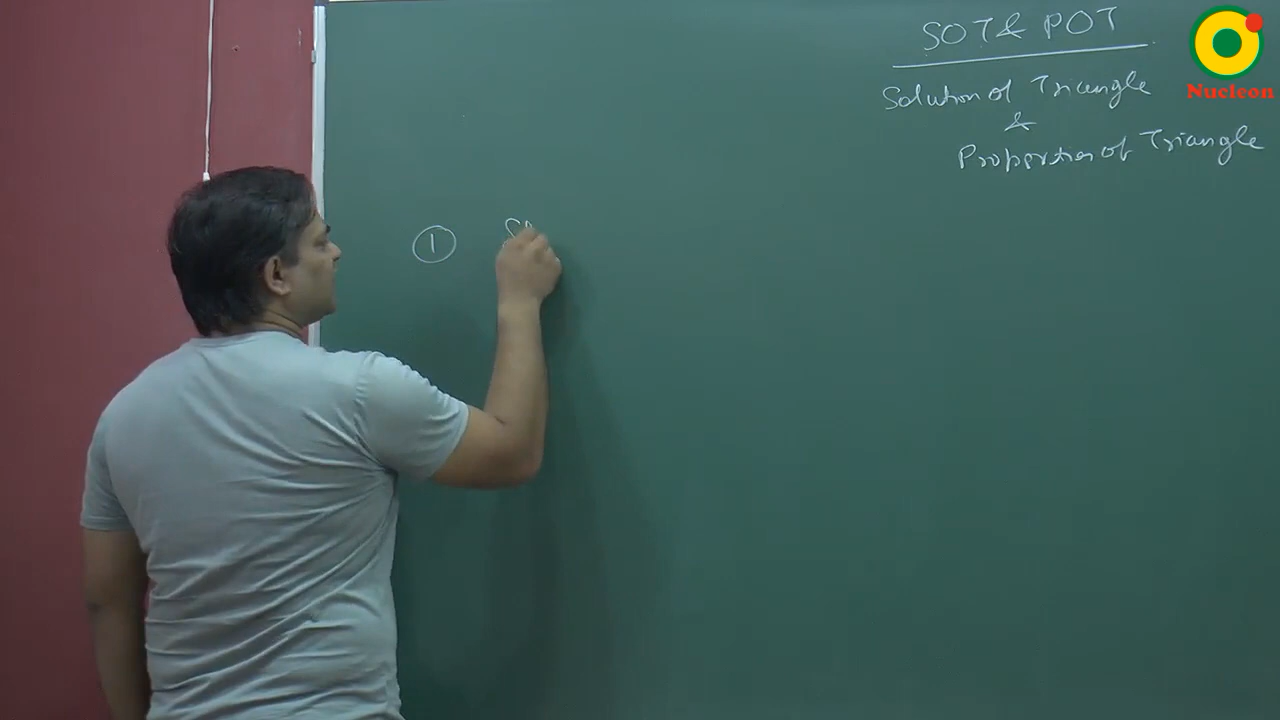 SOT & POT
Nucleon
Solution of Triangle
&
Properties of Triangle
①